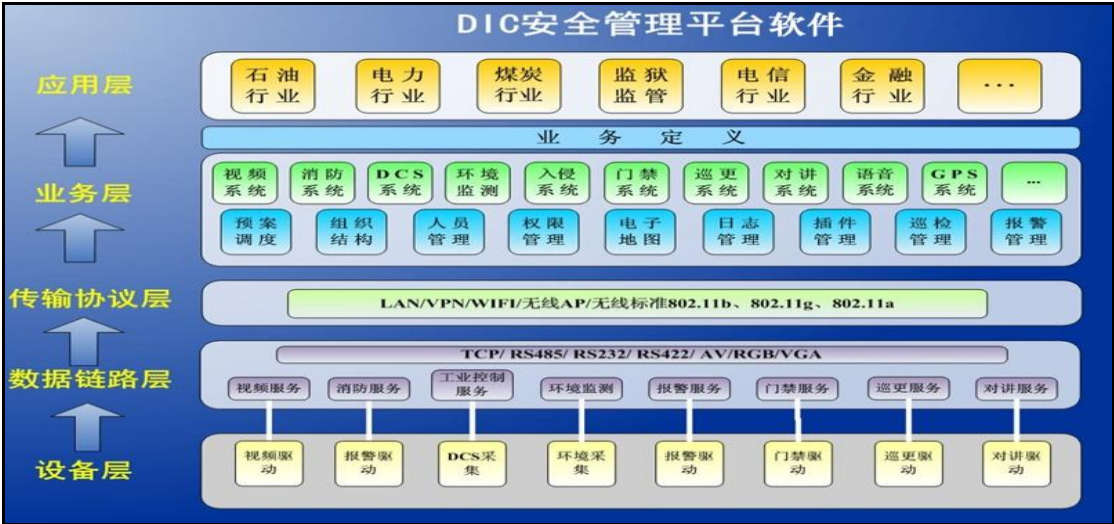 DIC安全管理平台软件
应用层
石油
行业
电力
行业
煤炭
行业
监狱
监管
电信
行业
金融
行业
...
业务定义
业务层
视频
系统
消防
系统
DCS
系统
环境
监测
入侵
系统
门禁
系统
巡更
系统
对讲
系统
语音
系统
GPS
系统
...
预案
调度
组织
结构
人员
管理
权限
管理
电子
地图
日志
管理
插件
管理
巡检
管理
报警
管理
传输协议层
LAN/VPN/WIFI/无线AP/无线标准802.11b、802.11g、802.11a
数据链路层
TCP/ RS485/ RS232/ RS422/ AV/RGB/VGA
视频服务
消防服务
工业控制
服务
环境监测
报警服务
门禁服务
巡更服务
对讲服务
设备层
视频驱
动
报警驱
动
DCS采
集
环境采
集
报警驱
动
门禁驱
动
巡更驱
动
对讲驱
动